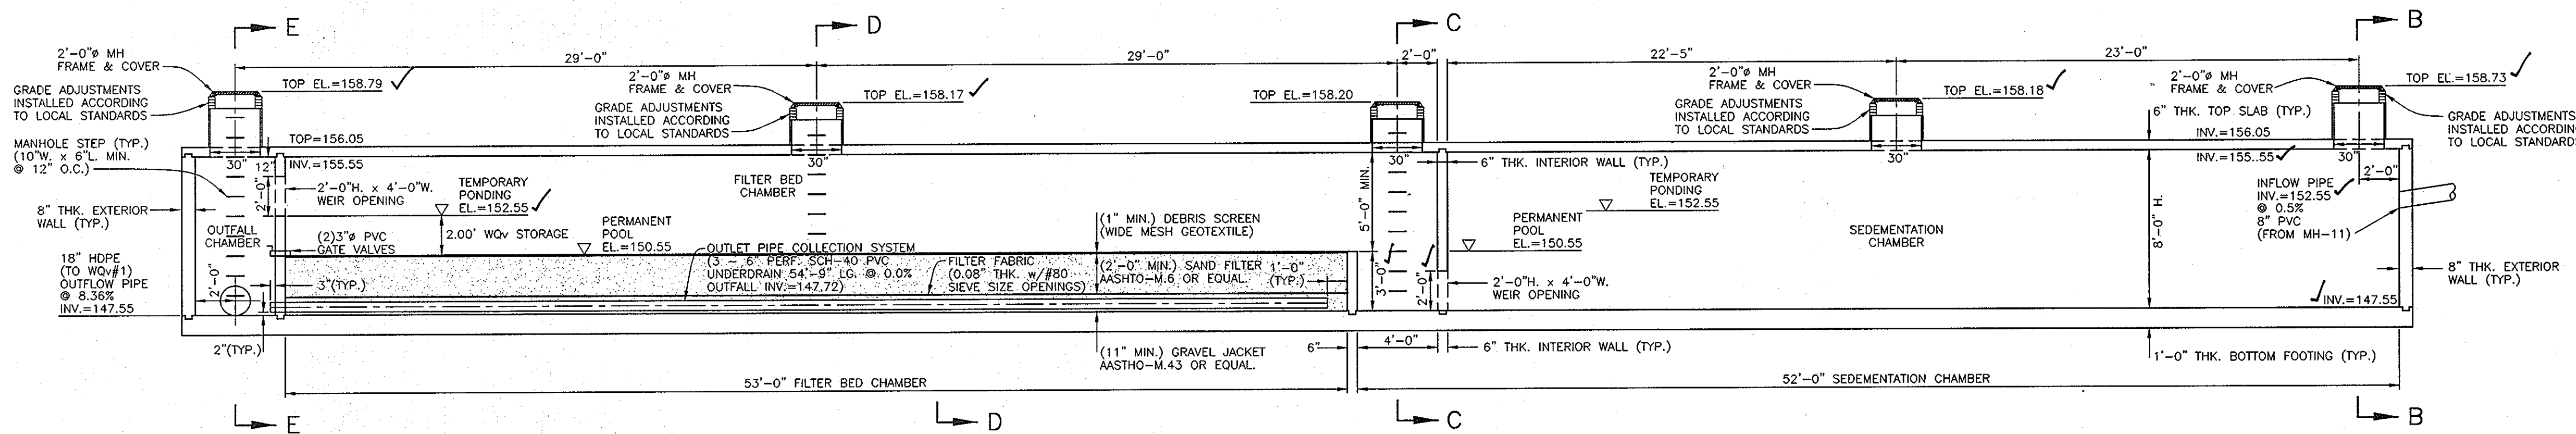 E
D
C
B
29'-0"
29'-0"
2'-0"
22'-5"
23'-0"
2'-0"ø MH
FRAME & COVER
GRADE ADJUSTMENTS
INSTALLED ACCORDING
TO LOCAL STANDARDS
TOP EL.=158.79
2'-0"ø MH
FRAME & COVER
GRADE ADJUSTMENTS
INSTALLED ACCORDING
TO LOCAL STANDARDS
TOP EL.=158.17
TOP EL.=158.20
2'-0"ø MH
FRAME & COVER
GRADE ADJUSTMENTS
INSTALLED ACCORDING
TO LOCAL STANDARDS
TOP EL.=158.18
2'-0"ø MH
FRAME & COVER
TOP EL.=158.73
GRADE ADJUSTMENTS
INSTALLED ACCORDING
TO LOCAL STANDARDS
6" THK. TOP SLAB (TYP.)
MANHOLE STEP (TYP.)
(10"W. x 6"L. MIN.
@ 12" O.C.)
TOP=156.05
INV.=155.55
30"
12"
2'-0"
30"
30"
30"
30"
INV.=156.05
INV.=155.55
2'-0"
8" THK. EXTERIOR
WALL (TYP.)
OUTFALL
CHAMBER
2'-0"H. x 4'-0"W.
WEIR OPENING
(2)3"ø PVC
GATE VALVES
TEMPORARY
PONDING
EL.=152.55
2.00' WQv STORAGE
PERMANENT
POOL
EL.=150.55
FILTER BED
CHAMBER
(1" MIN.) DEBRIS SCREEN
(WIDE MESH GEOTEXTILE)
5'-0" MIN.
6" THK. INTERIOR WALL (TYP.)
TEMPORARY
PONDING
EL.=152.55
PERMANENT
POOL
EL.=150.55
SEDEMENTATION
CHAMBER
8'-0" H.
INFLOW PIPE
INV.=152.55
@ 0.5%
8" PVC
(FROM MH-11)
18" HDPE
(TO WQv#1)
OUTFLOW PIPE
@ 8.36%
INV.=147.55
2'-0"
3"(TYP.)
2"(TYP.)
OUTLET PIPE COLLECTION SYSTEM
(3 - 6" PERF. SCH-40 PVC
UNDERDRAIN 54'-9" LG. @ 0.0%
OUTFALL INV.=147.72)
FILTER FABRIC
(0.08" THK. w/#80
SIEVE SIZE OPENINGS)
(2'-0" MIN.) SAND FILTER
AASHTO-M.6 OR EQUAL.
1'-0"
(TYP.)
3'-0"
2'-0"
2'-0"H. x 4'-0"W.
WEIR OPENING
8" THK. EXTERIOR
WALL (TYP.)
INV.=147.55
(11" MIN.) GRAVEL JACKET
AASTHO-M.43 OR EQUAL.
6"
4'-0"
6" THK. INTERIOR WALL (TYP.)
1'-0" THK. BOTTOM FOOTING (TYP.)
53'-0" FILTER BED CHAMBER
52'-0" SEDEMENTATION CHAMBER
E
D
C
B